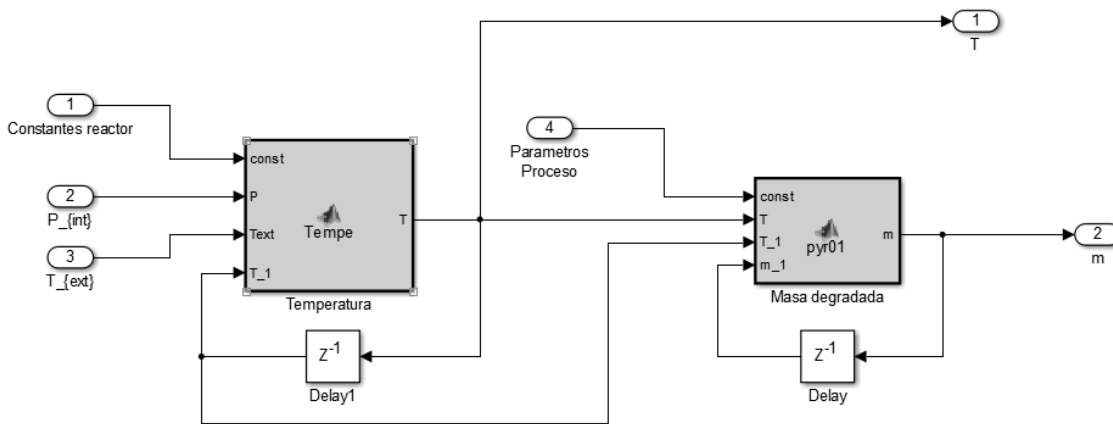 1
T
1
Constantes reactor
2
P_{int}
3
T_{ext}
const
P
Text
T_1
T
Tempe
Temperatura
Z-1
Delay1
4
Parametros
Proceso
const
T
T_1
m_1
m
pyr01
Masa degradada
Z-1
Delay
2
m